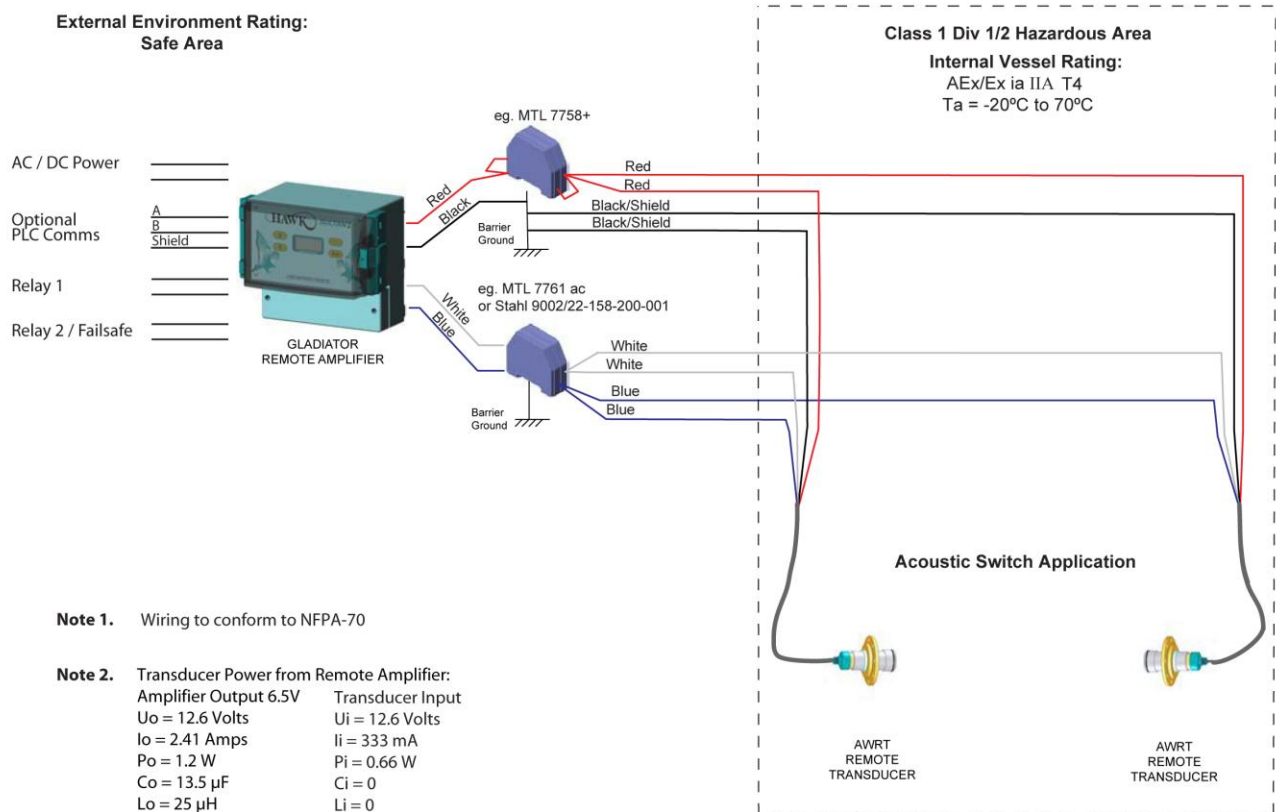 External Environment Rating:
Safe Area
Class 1 Div 1/2 Hazardous Area
Internal Vessel Rating:
AEx/Ex ia IIA T4
Ta = -20ºC to 70ºC
eg. MTL 7758+
AC / DC Power
Optional
PLC Comms
A
B
Shield
Relay 1
Relay 2 / Failsafe
HAWK
GLADIATOR
REMOTE AMPLIFIER
Red
Black
White
Blue
Barrier
Ground
Red
Red
Black/Shield
Black/Shield
eg. MTL 7761 ac
or Stahl 9002/22-158-200-001
Barrier
Ground
White
White
Blue
Blue
Acoustic Switch Application
AWRT
REMOTE
TRANSDUCER
AWRT
REMOTE
TRANSDUCER
Note 1. Wiring to conform to NFPA-70
Note 2. Transducer Power from Remote Amplifier:
Amplifier Output 6.5V Transducer Input
Uo = 12.6 Volts Ui = 12.6 Volts
Io = 2.41 Amps Ii = 333 mA
Po = 1.2 W Pi = 0.66 W
Co = 13.5 µF Ci = 0
Lo = 25 µH Li = 0